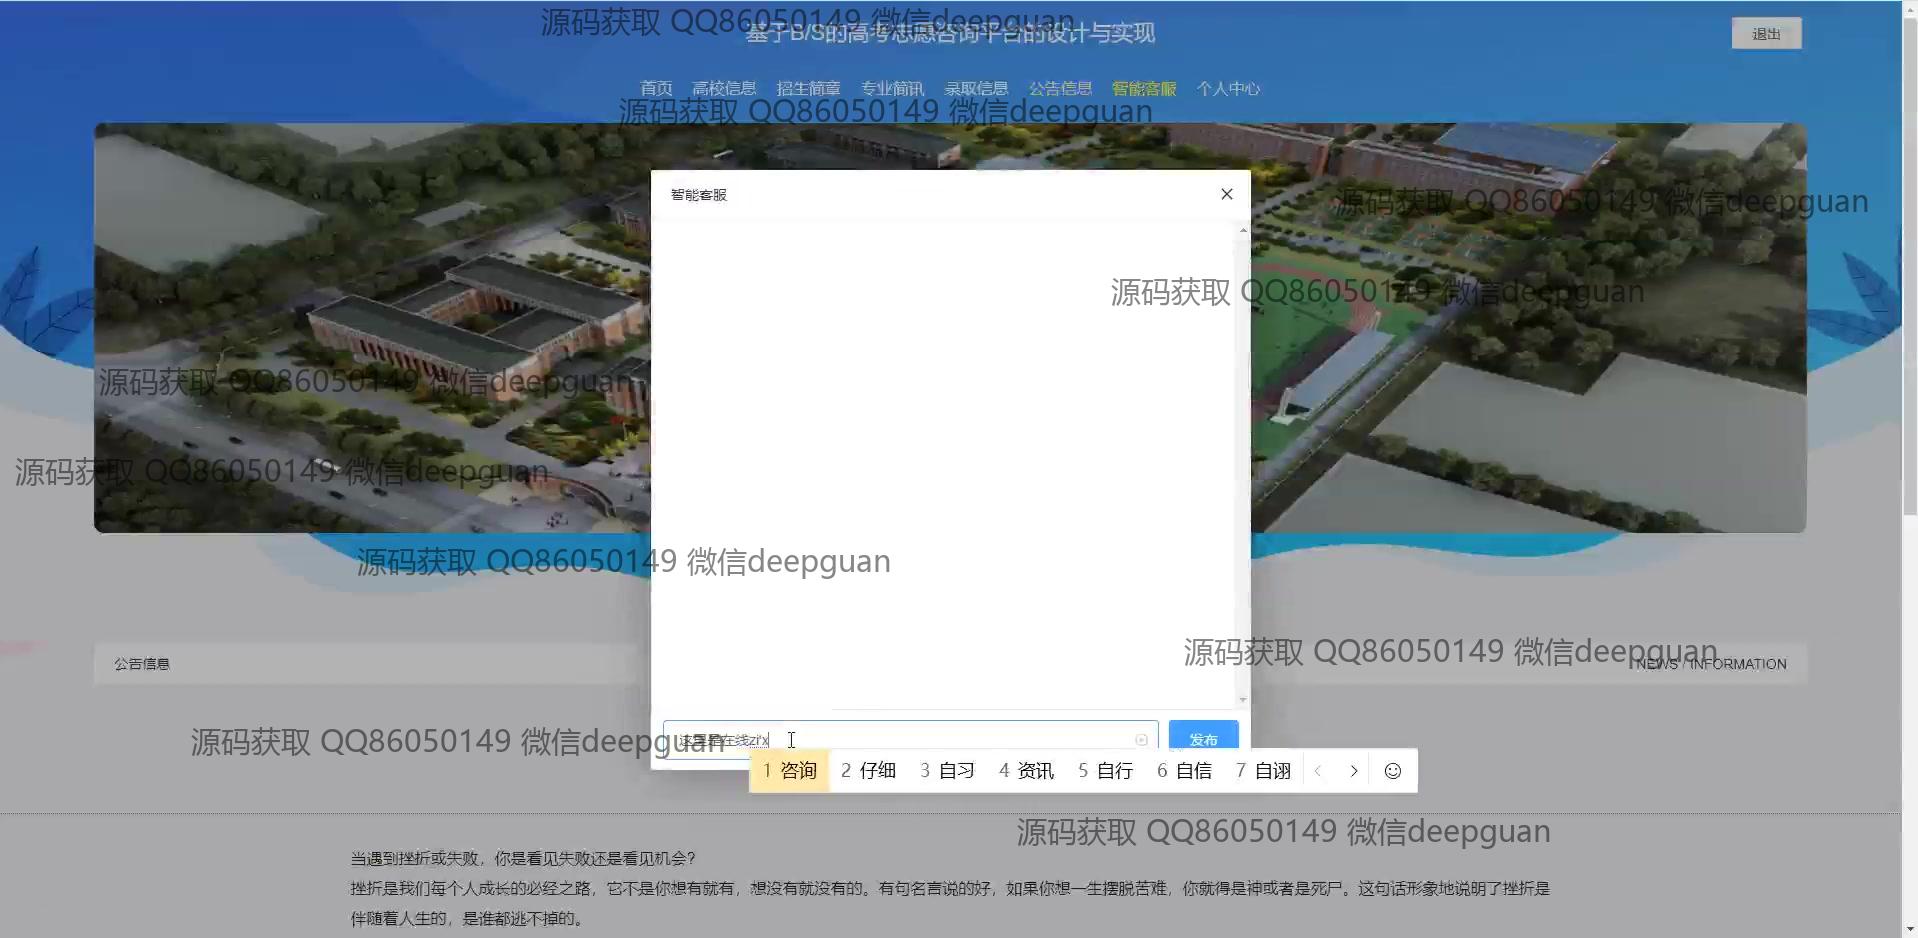 源码获取 QQ86050149 微信deepguan
基于B/S的高考志愿咨询平台的设计与实现
退出
首页 高校信息 招生简章 专业简讯 录取信息 公告信息 智能客服 个人中心
源码获取 QQ86050149 微信deepguan
智能客服
源码获取 QQ86050149 微信deepguan
源码获取 QQ86050149 微信deepguan
源码获取 QQ86050149 微信deepguan
源码获取 QQ86050149 微信deepguan
源码获取 QQ86050149 微信deepguan
源码获取 QQ86050149 微信deepguan
公告信息
NEWS / INFORMATION
源码获取 QQ86050149 微信deepguan
这里是在线zi'x
发布
1 咨询 2 仔细 3 自习 4 资讯 5 自行 6 自信 7 自诩
源码获取 QQ86050149 微信deepguan
当遇到挫折或失败，你是看见失败还是看见机会？
挫折是我们每个人成长的必经之路，它不是你想有就有，想没有就没有的。有句名言说的好，如果你想一生摆脱苦难，你就得是神或者是死尸。这句话形象地说明了挫折是
伴随着人生的，是谁都逃不掉的。